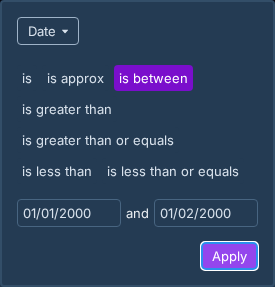 Date
is is approx is between
is greater than
is greater than or equals
is less than is less than or equals
01/01/2000 and 01/02/2000
Apply